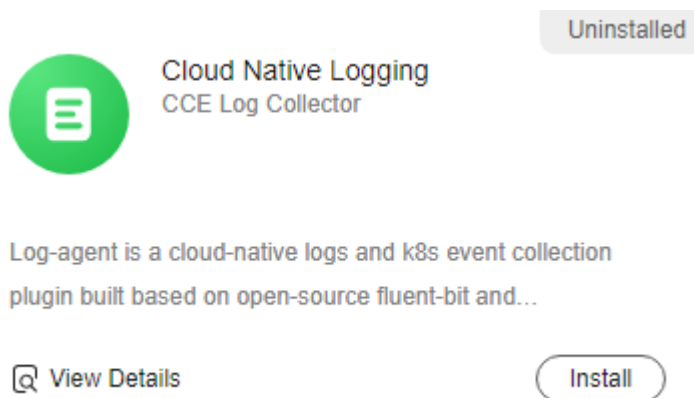 Uninstalled
Cloud Native Logging
CCE Log Collector
Log-agent is a cloud-native logs and k8s event collection
plugin built based on open-source fluent-bit and...
View Details
Install